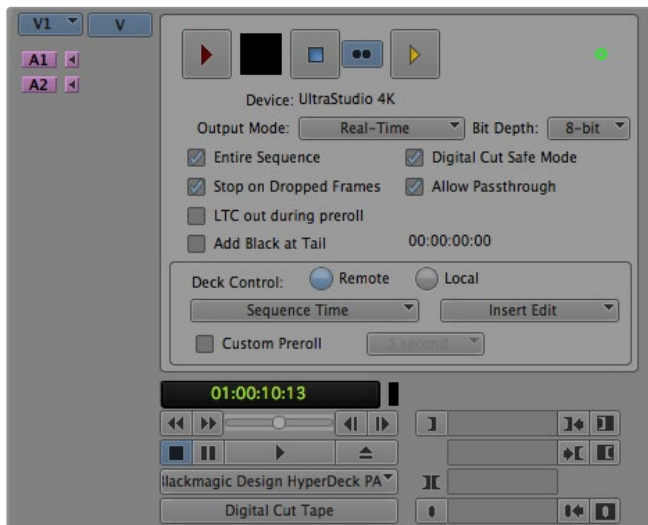 V1 V
A1
A2
Device: UltraStudio 4K
Output Mode: Real-Time Bit Depth: 8-bit
Entire Sequence Digital Cut Safe Mode
Stop on Dropped Frames Allow Passthrough
LTC out during preroll
Add Black at Tail 00:00:00:00
Deck Control: Remote Local
Sequence Time Insert Edit
Custom Preroll 1 second
01:00:10:13
lackmagic Design HyperDeck PA
Digital Cut Tape